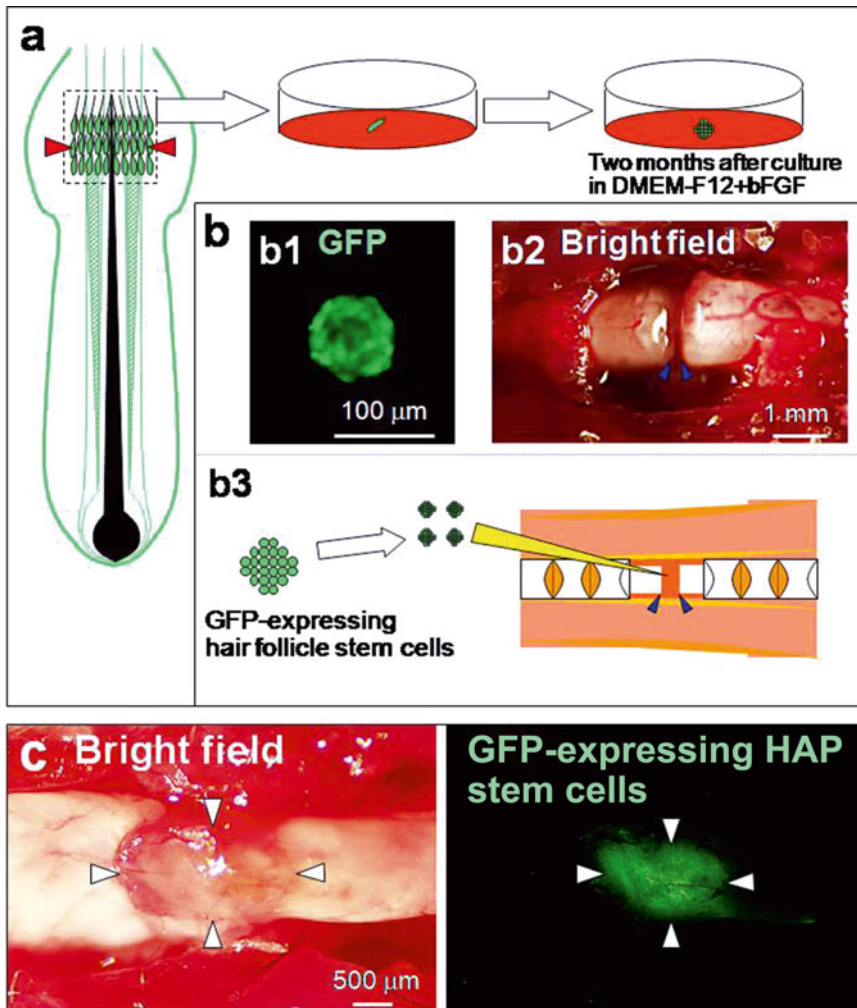 a
Two months after culture
in DMEM-F12+bFGF
b
b1 GFP
100 μm
b2 Bright field
1 mm
b3
GFP-expressing
hair follicle stem cells
c Bright field
500 μm
GFP-expressing HAP
stem cells